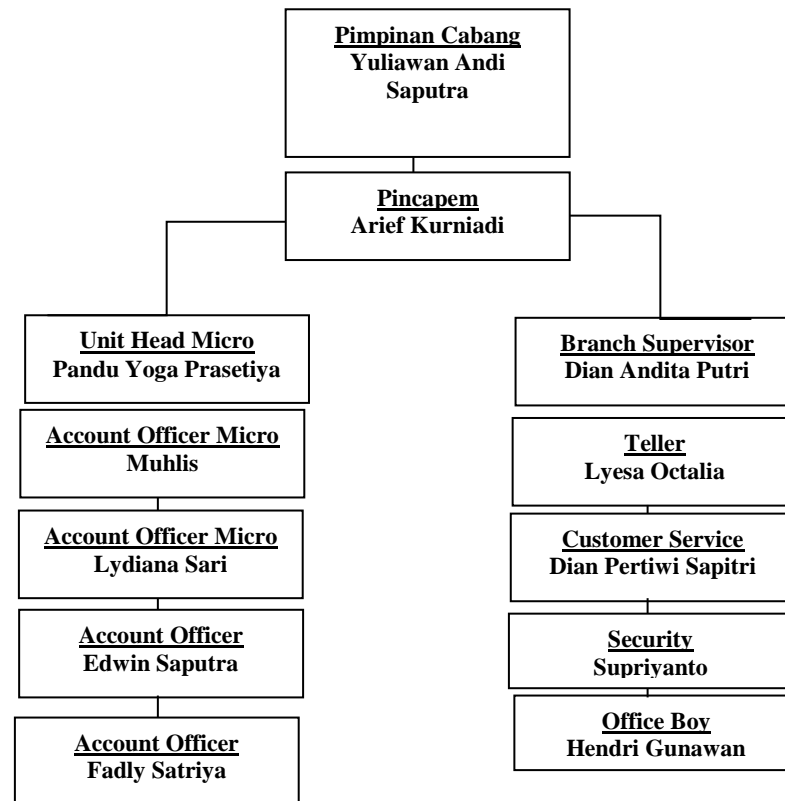 Pimpinan Cabang
Yuliawan Andi
Saputra
Pincapem
Arief Kurniadi
Unit Head Micro
Pandu Yoga Prasetiya
Account Officer Micro
Muhlis
Account Officer Micro
Lydiana Sari
Account Officer
Edwin Saputra
Account Officer
Fadly Satriya
Branch Supervisor
Dian Andita Putri
Teller
Lyesa Octalia
Customer Service
Dian Pertiwi Sapitri
Security
Supriyanto
Office Boy
Hendri Gunawan